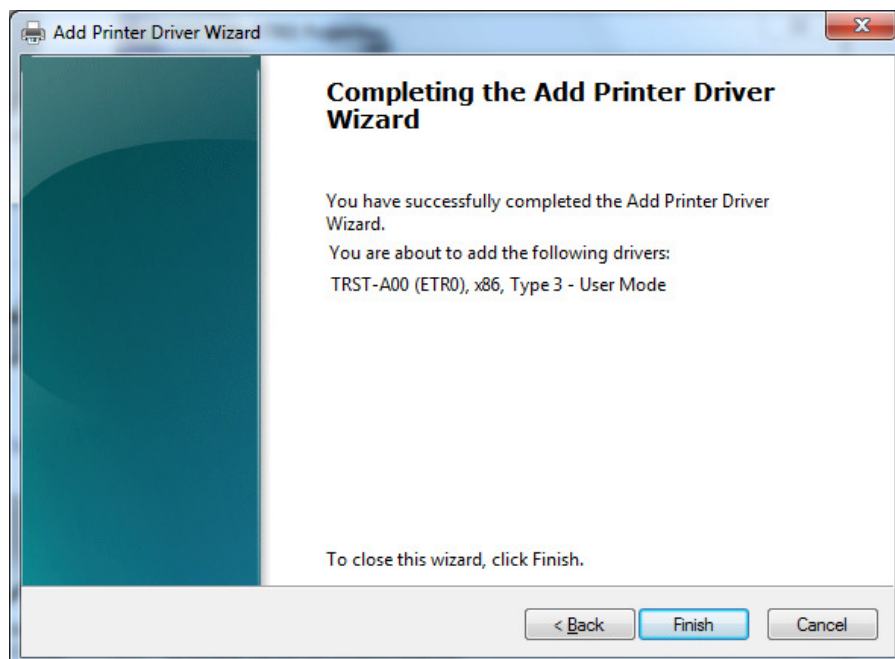 Add Printer Driver Wizard
Completing the Add Printer Driver
Wizard
You have successfully completed the Add Printer Driver
Wizard.
You are about to add the following drivers:
TRST-A00 (ETR0), x86, Type 3 - User Mode
To close this wizard, click Finish.
< Back Finish Cancel